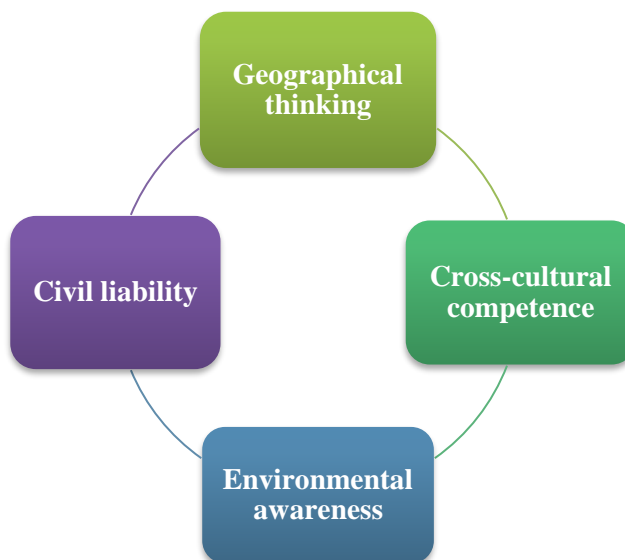 Geographical
thinking
Civil liability
Cross-cultural
competence
Environmental
awareness